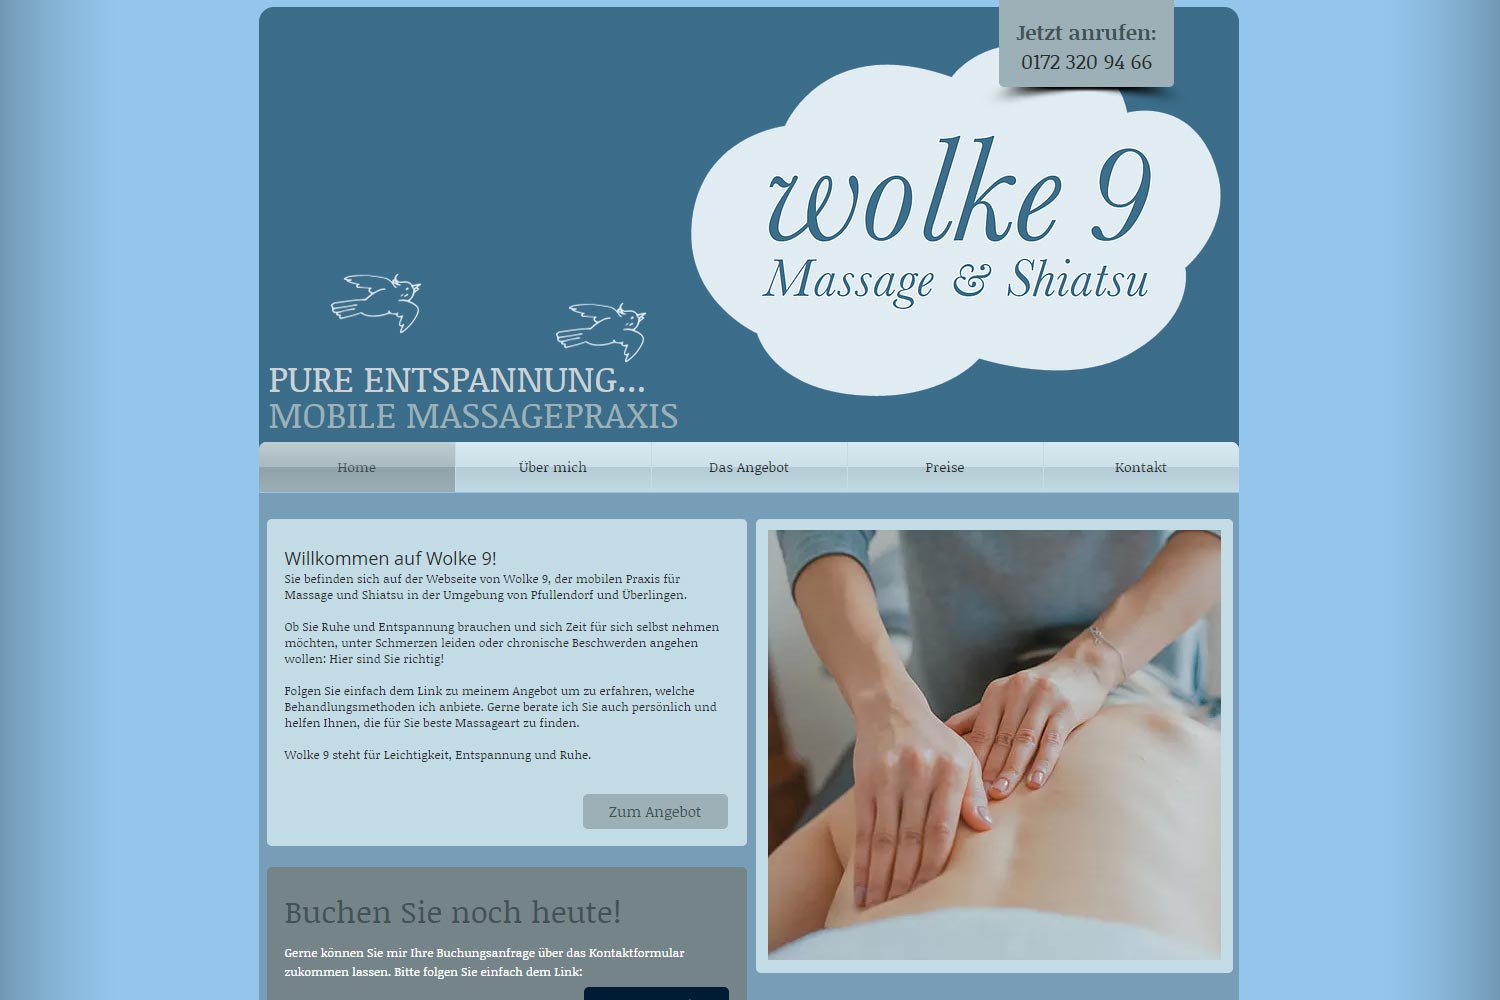 Jetzt anrufen:
0172 320 94 66
wolke 9
Massage & Shiatsu
PURE ENTSPANNUNG...
MOBILE MASSAGEPRAXIS
Home
Über mich
Das Angebot
Preise
Kontakt
Willkommen auf Wolke 9!
Sie befinden sich auf der Webseite von Wolke 9, der mobilen Praxis für
Massage und Shiatsu in der Umgebung von Pfullendorf und Überlingen.
Ob Sie Ruhe und Entspannung brauchen und sich Zeit für sich selbst nehmen
möchten, unter Schmerzen leiden oder chronische Beschwerden angehen
wollen: Hier sind Sie richtig!
Folgen Sie einfach dem Link zu meinem Angebot um zu erfahren, welche
Behandlungsmethoden ich anbiete. Gerne berate ich Sie auch persönlich und
helfen Ihnen, die für Sie beste Massageart zu finden.
Wolke 9 steht für Leichtigkeit, Entspannung und Ruhe.
Zum Angebot
Buchen Sie noch heute!
Gerne können Sie mir Ihre Buchungsanfrage über das Kontaktformular
zukommen lassen. Bitte folgen Sie einfach dem Link: